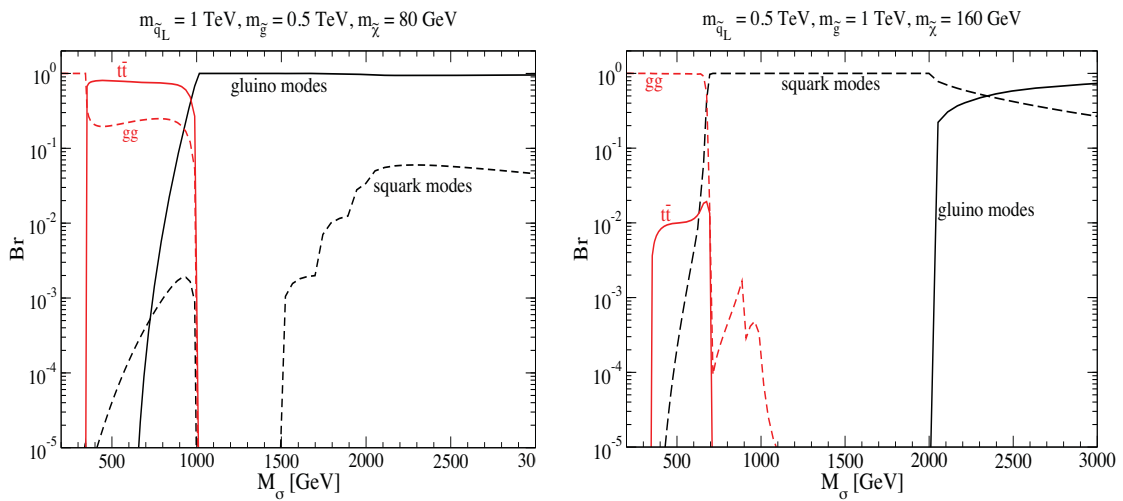 m_{q̃_L} = 1 TeV, m_{g̃} = 0.5 TeV, m_{χ̃} = 80 GeV
10^0
10^{-1}
10^{-2}
10^{-3}
10^{-4}
10^{-5}
Br
tt̄
gg
gluino modes
squark modes
500 1000 1500 2000 2500 30
M_σ [GeV]
m_{q̃_L} = 0.5 TeV, m_{g̃} = 1 TeV, m_{χ̃} = 160 GeV
10^0
10^{-1}
10^{-2}
10^{-3}
10^{-4}
10^{-5}
Br
gg
squark modes
tt̄
gluino modes
500 1000 1500 2000 2500 3000
M_σ [GeV]